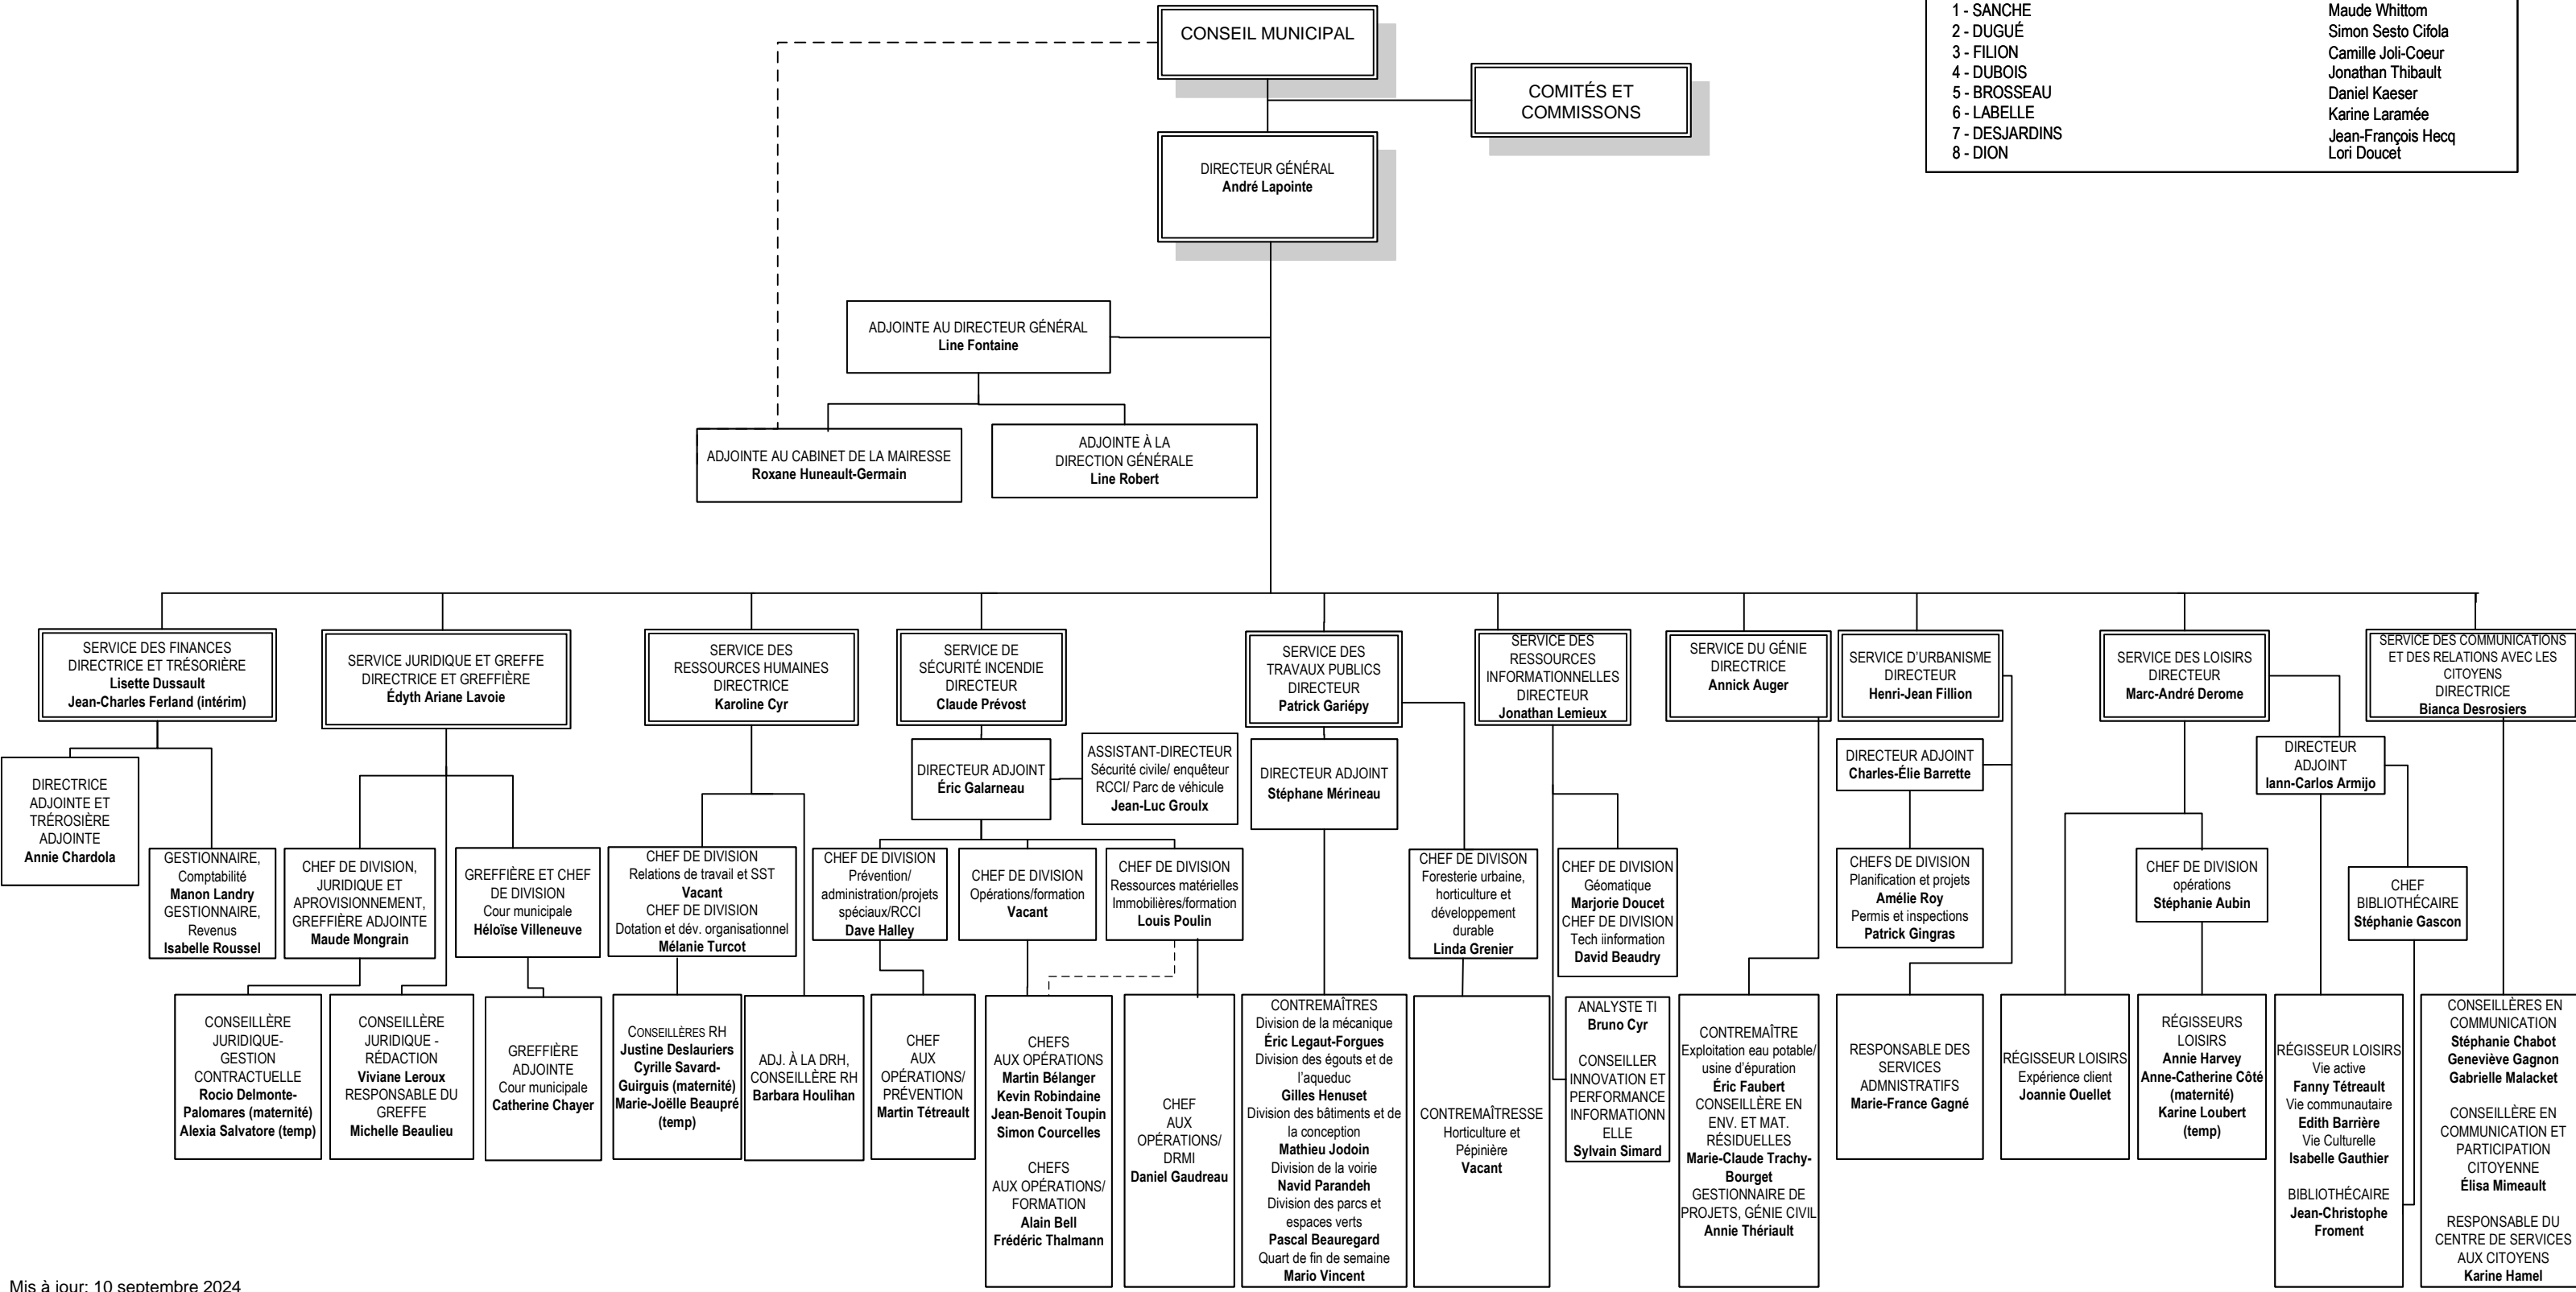 1 - SANCHE Maude Whittom
2 - DUGUÉ Simon Sesto Cifola
3 - FILION Camille Joli-Coeur
4 - DUBOIS Jonathan Thibault
5 - BROSSEAU Daniel Kaeser
6 - LABELLE Karine Laramée
7 - DESJARDINS Jean-François Hecq
8 - DION Lori Doucet
CONSEIL MUNICIPAL
COMITÉS ET
COMMISSONS
DIRECTEUR GÉNÉRAL
André Lapointe
ADJOINTE AU DIRECTEUR GÉNÉRAL
Line Fontaine
ADJOINTE AU CABINET DE LA MAIRESSE
Roxane Huneault-Germain
ADJOINTE À LA
DIRECTION GÉNÉRALE
Line Robert
SERVICE DES FINANCES
DIRECTRICE ET TRÉSORIÈRE
Lisette Dussault
Jean-Charles Ferland (intérim)
SERVICE JURIDIQUE ET GREFFE
DIRECTRICE ET GREFFIÈRE
Édyth Ariane Lavoie
SERVICE DES
RESSOURCES HUMAINES
DIRECTRICE
Karoline Cyr
SERVICE DE
SÉCURITÉ INCENDIE
DIRECTEUR
Claude Prévost
SERVICE DES
TRAVAUX PUBLICS
DIRECTEUR
Patrick Gariépy
SERVICE DES
RESSOURCES
INFORMATIONNELLES
DIRECTEUR
Jonathan Lemieux
SERVICE DU GÉNIE
DIRECTRICE
Annick Auger
SERVICE D'URBANISME
DIRECTEUR
Henri-Jean Fillion
SERVICE DES LOISIRS
DIRECTEUR
Marc-André Derome
SERVICE DES COMMUNICATIONS
ET DES RELATIONS AVEC LES
CITOYENS
DIRECTRICE
Bianca Desrosiers
DIRECTRICE
ADJOINTE ET
TRÉROSIÈRE
ADJOINTE
Annie Chardola
DIRECTEUR ADJOINT
Éric Galarneau
ASSISTANT-DIRECTEUR
Sécurité civile/ enquêteur
RCCI/ Parc de véhicule
Jean-Luc Groulx
DIRECTEUR ADJOINT
Stéphane Mérineau
DIRECTEUR ADJOINT
Charles-Élie Barrette
DIRECTEUR
ADJOINT
Iann-Carlos Armijo
GESTIONNAIRE,
Comptabilité
Manon Landry
GESTIONNAIRE,
Revenus
Isabelle Roussel
CHEF DE DIVISION,
JURIDIQUE ET
APROVISIONNEMENT,
GREFFIÈRE ADJOINTE
Maude Mongrain
GREFFIÈRE ET CHEF
DE DIVISION
Cour municipale
Héloïse Villeneuve
CHEF DE DIVISION
Relations de travail et SST
Vacant
CHEF DE DIVISION
Dotation et dév. organisationnel
Mélanie Turcot
CHEF DE DIVISION
Prévention/
administration/projets
spéciaux/RCCI
Dave Halley
CHEF DE DIVISION
Opérations/formation
Vacant
CHEF DE DIVISION
Ressources matérielles
Immobilières/formation
Louis Poulin
CHEF DE DIVISON
Foresterie urbaine,
horticulture et
développement
durable
Linda Grenier
CHEF DE DIVISION
Géomatique
Marjorie Doucet
CHEF DE DIVISION
Tech iinformation
David Beaudry
CHEFS DE DIVISION
Planification et projets
Amélie Roy
Permis et inspections
Patrick Gingras
CHEF DE DIVISION
opérations
Stéphanie Aubin
CHEF
BIBLIOTHÉCAIRE
Stéphanie Gascon
CONSEILLÈRE
JURIDIQUE-
GESTION
CONTRACTUELLE
Rocio Delmonte-
Palomares (maternité)
Alexia Salvatore (temp)
CONSEILLÈRE
JURIDIQUE -
RÉDACTION
Viviane Leroux
RESPONSABLE DU
GREFFE
Michelle Beaulieu
GREFFIÈRE
ADJOINTE
Cour municipale
Catherine Chayer
CONSEILLÈRES RH
Justine Deslauriers
Cyrille Savard-
Guirguis (maternité)
Marie-Joëlle Beaupré
(temp)
ADJ. À LA DRH,
CONSEILLÈRE RH
Barbara Houlihan
CHEF
AUX
OPÉRATIONS/
PRÉVENTION
Martin Tétreault
CHEFS
AUX OPÉRATIONS
Martin Bélanger
Kevin Robindaine
Jean-Benoit Toupin
Simon Courcelles
CHEFS
AUX OPÉRATIONS/
FORMATION
Alain Bell
Frédéric Thalmann
CHEF
AUX
OPÉRATIONS/
DRMI
Daniel Gaudreau
CONTREMAÎTRES
Division de la mécanique
Éric Legaut-Forgues
Division des égouts et de
l'aqueduc
Gilles Henuset
Division des bâtiments et de
la conception
Mathieu Jodoin
Division de la voirie
Navid Parandeh
Division des parcs et
espaces verts
Pascal Beauregard
Quart de fin de semaine
Mario Vincent
CONTREMAÎTRESSE
Horticulture et
Pépinière
Vacant
ANALYSTE TI
Bruno Cyr
CONSEILLER
INNOVATION ET
PERFORMANCE
INFORMATIONN
ELLE
Sylvain Simard
CONTREMAÎTRE
Exploitation eau potable/
usine d'épuration
Éric Faubert
CONSEILLÈRE EN
ENV. ET MAT.
RÉSIDUELLES
Marie-Claude Trachy-
Bourget
GESTIONNAIRE DE
PROJETS, GÉNIE CIVIL
Annie Thériault
RESPONSABLE DES
SERVICES
ADMNISTRATIFS
Marie-France Gagné
RÉGISSEUR LOISIRS
Expérience client
Joannie Ouellet
RÉGISSEURS
LOISIRS
Annie Harvey
Anne-Catherine Côté
(maternité)
Karine Loubert
(temp)
RÉGISSEUR LOISIRS
Vie active
Fanny Tétreault
Vie communautaire
Edith Barrière
Vie Culturelle
Isabelle Gauthier
BIBLIOTHÉCAIRE
Jean-Christophe
Froment
CONSEILLÈRES EN
COMMUNICATION
Stéphanie Chabot
Geneviève Gagnon
Gabrielle Malacket
CONSEILLÈRE EN
COMMUNICATION ET
PARTICIPATION
CITOYENNE
Élisa Mimeault
RESPONSABLE DU
CENTRE DE SERVICES
AUX CITOYENS
Karine Hamel
Mis à jour: 10 septembre 2024